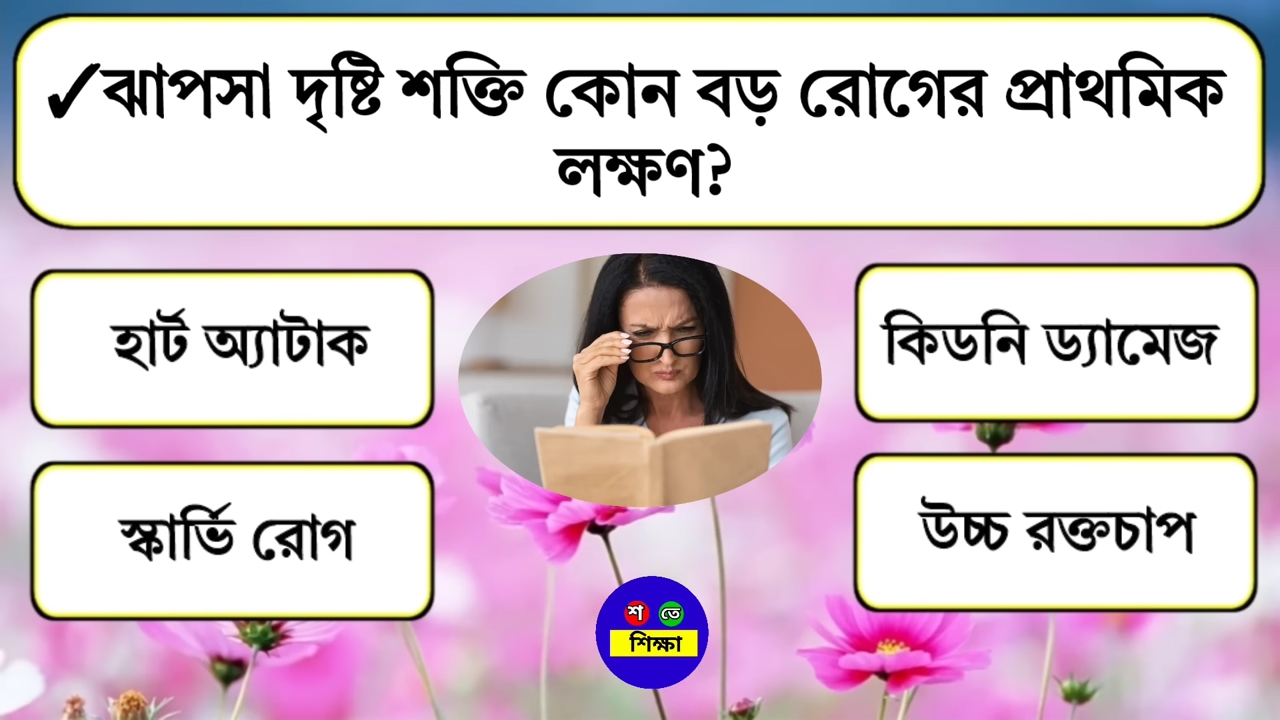 ✓ঝাপসা দৃষ্টি শক্তি কোন বড় রোগের প্রাথমিক
লক্ষণ?
হার্ট অ্যাটাক
কিডনি ড্যামেজ
স্কার্ভি রোগ
উচ্চ রক্তচাপ
শ তে
শিক্ষা